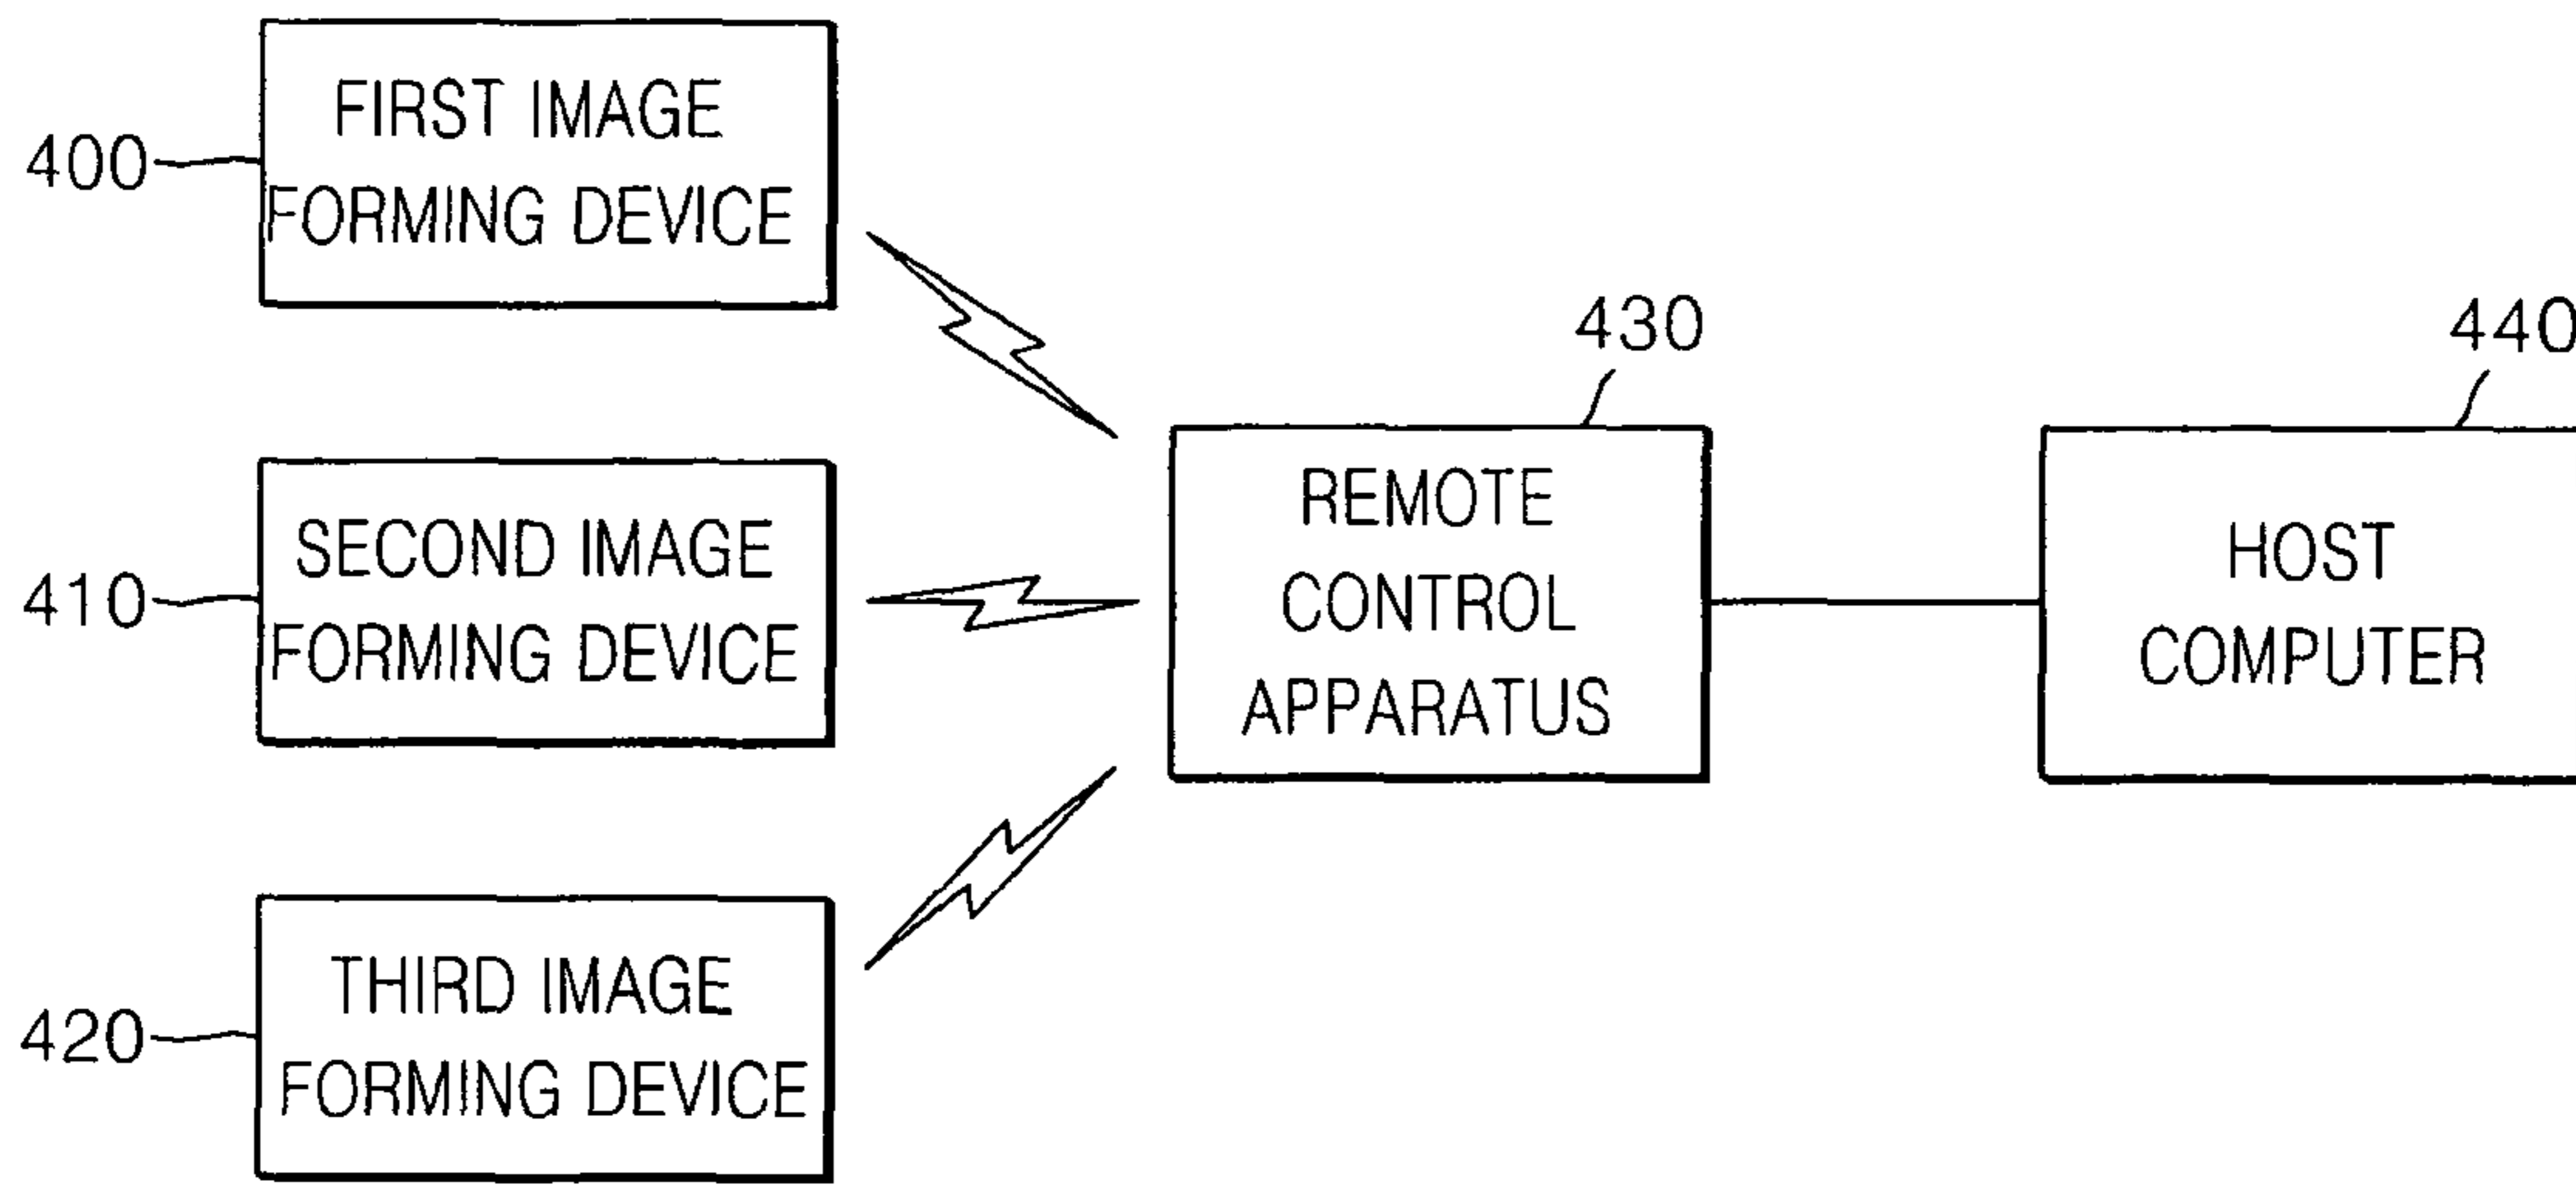 FIRST IMAGE
FORMING DEVICE
400
430
440
SECOND IMAGE
FORMING DEVICE
410
REMOTE
CONTROL
APPARATUS
HOST
COMPUTER
THIRD IMAGE
FORMING DEVICE
420